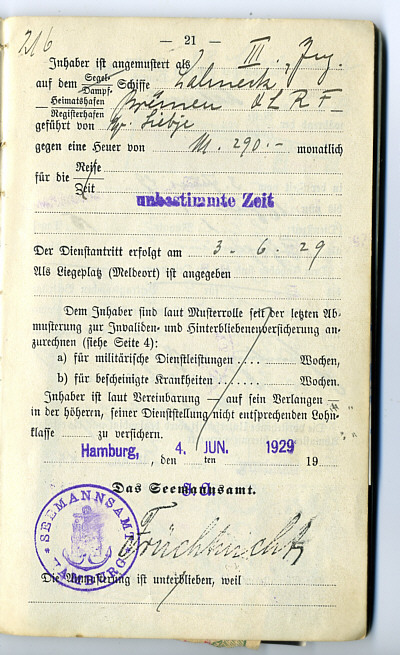 216
— 21 —
Inhaber ist angemustert als III. Ing.
auf dem Segel- Schiffe
Dampf-
Heimatshafen Bremen QLRF
Registerhafen
geführt von
gegen eine Heuer von M. 290.- monatlich
für die Reise
Zeit
unbestimmte Zeit
Der Dienstantritt erfolgt am 3. 6. 29
Als Liegeplatz (Meldeort) ist angegeben
Dem Inhaber sind laut Musterrolle seit der letzten Ab-
musterung zur Invaliden- und Hinterbliebenenversicherung an-
zurechnen (siehe Seite 4):
a) für militärische Dienstleistungen .... Wochen,
b) für bescheinigte Krankheiten ....... Wochen.
Inhaber ist laut Vereinbarung — auf sein Verlangen —
in der höheren, seiner Dienststellung nicht entsprechenden Lohn-
klasse zu versichern.
Hamburg, 4. JUN. 1929
, den ten 19
Das Seemannsamt.
SEEMANNSAMT
HAMBURG
Die Anmusterung ist unterblieben, weil